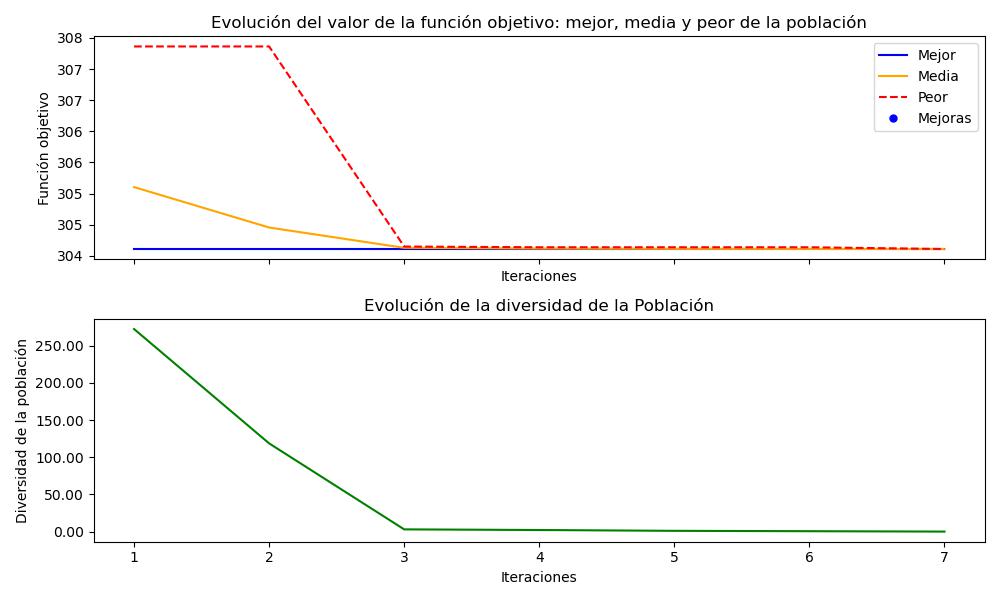 Evolución del valor de la función objetivo: mejor, media y peor de la población
308
307
307
306
306
305
305
304
Función objetivo
Mejor
Media
Peor
Mejoras
Iteraciones
Evolución de la diversidad de la Población
250.00
200.00
150.00
100.00
50.00
0.00
Diversidad de la población
1 2 3 4 5 6 7
Iteraciones